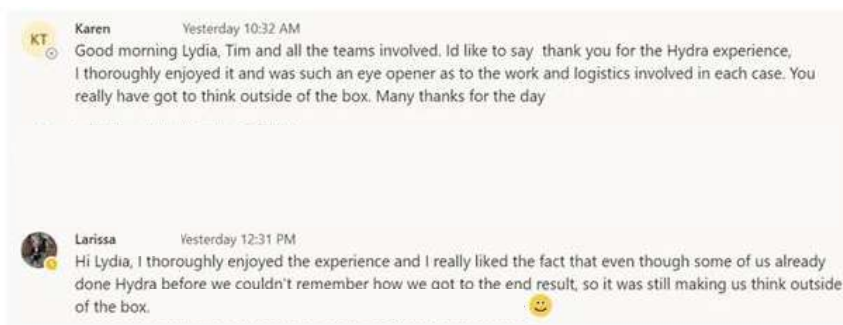 KT
Karen Yesterday 10:32 AM
Good morning Lydia, Tim and all the teams involved. Id like to say thank you for the Hydra experience,
I thoroughly enjoyed it and was such an eye opener as to the work and logistics involved in each case. You
really have got to think outside of the box. Many thanks for the day
Larissa Yesterday 12:31 PM
Hi Lydia, I thoroughly enjoyed the experience and I really liked the fact that even though some of us already
done Hydra before we couldn't remember how we got to the end result, so it was still making us think outside
of the box.